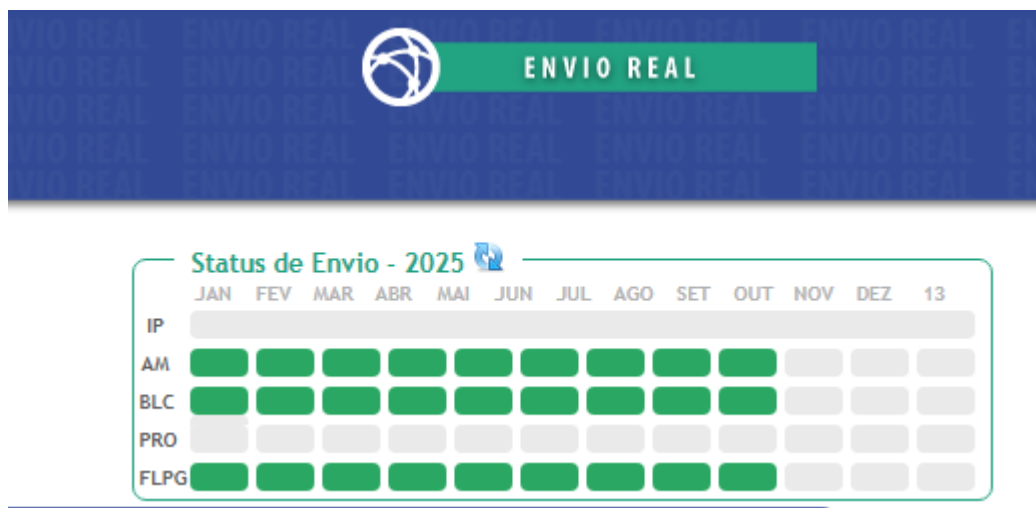 ENVIO REAL
Status de Envio - 2025
JAN FEV MAR ABR MAI JUN JUL AGO SET OUT NOV DEZ 13
IP
AM
BLC
PRO
FLPG